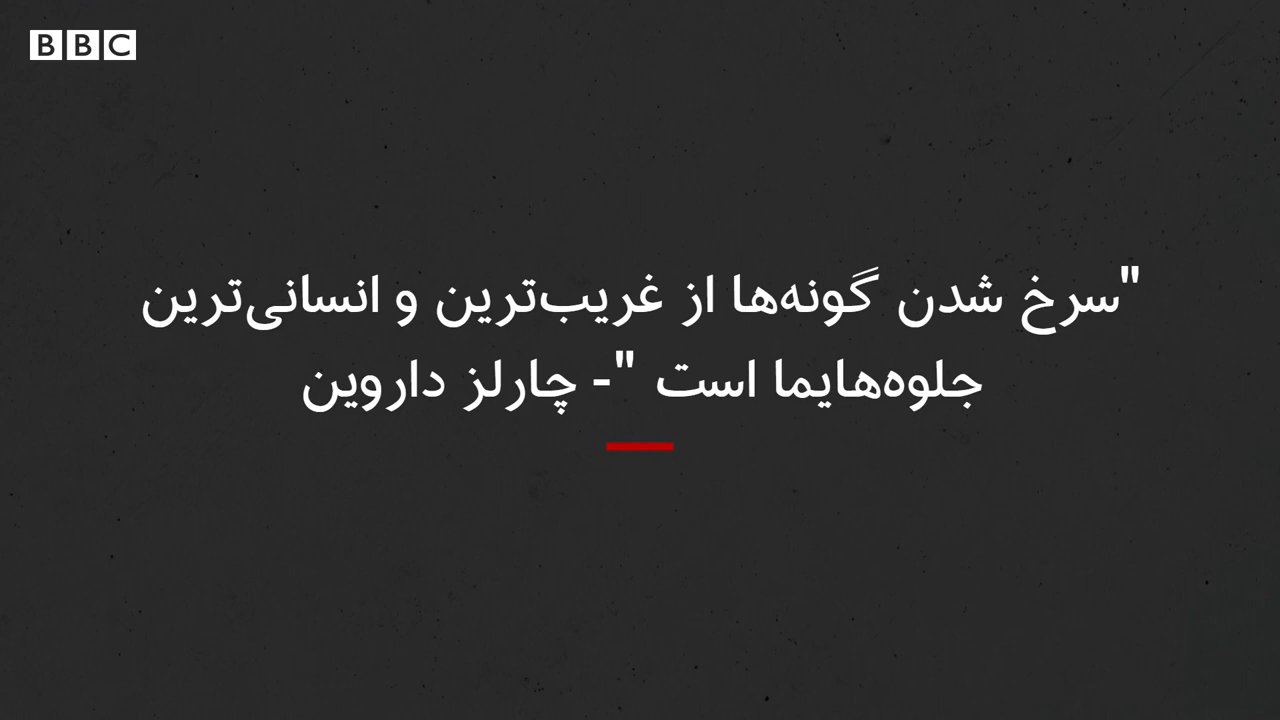 BBC
"سرخ شدن گونه‌ها از غریب‌ترین و انسانی‌ترین
جلوه‌هایما است "- چارلز داروین